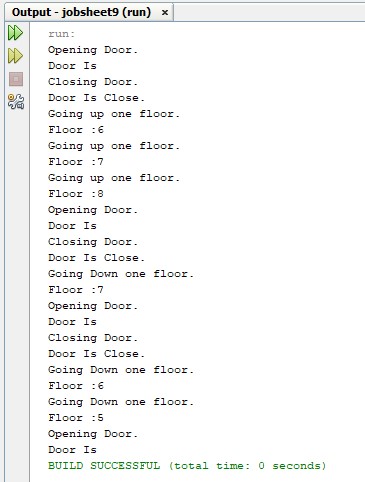 Output - jobsheet9 (run)
run:
Opening Door.
Door Is
Closing Door.
Door Is Close.
Going up one floor.
Floor :6
Going up one floor.
Floor :7
Going up one floor.
Floor :8
Opening Door.
Door Is
Closing Door.
Door Is Close.
Going Down one floor.
Floor :7
Opening Door.
Door Is
Closing Door.
Door Is Close.
Going Down one floor.
Floor :6
Going Down one floor.
Floor :5
Opening Door.
Door Is
BUILD SUCCESSFUL (total time: 0 seconds)